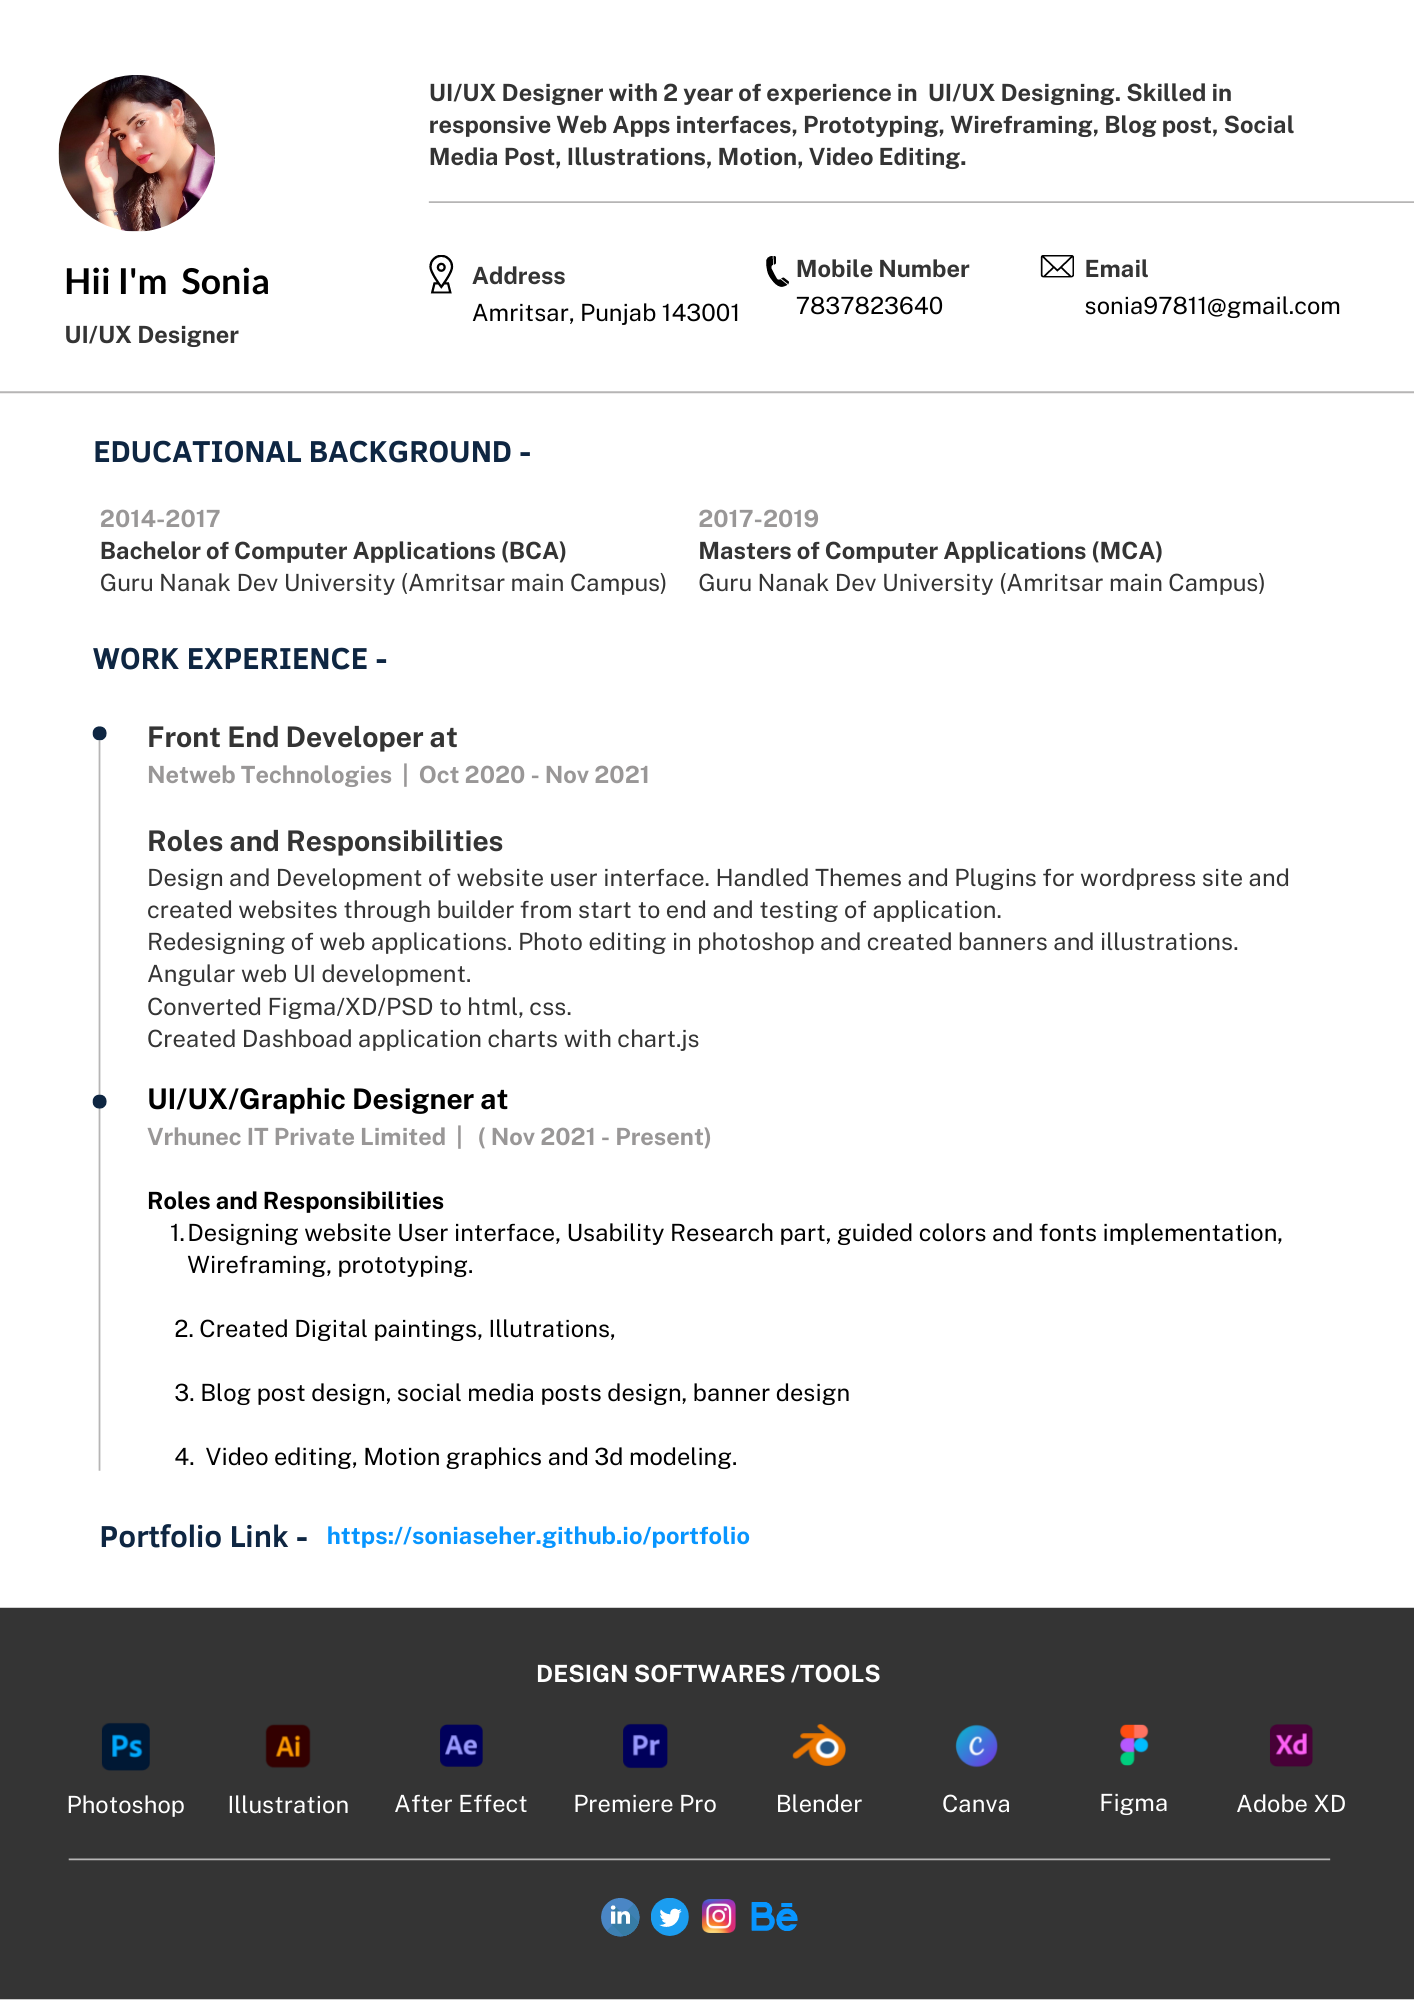 UI/UX Designer with 2 year of experience in  UI/UX Designing. Skilled in
responsive Web Apps interfaces, Prototyping, Wireframing, Blog post, Social
Media Post, Illustrations, Motion, Video Editing.
Hii I'm  Sonia
UI/UX Designer
Address
Amritsar, Punjab 143001
Mobile Number
7837823640
Email
sonia97811@gmail.com
EDUCATIONAL BACKGROUND -
2014-2017
Bachelor of Computer Applications (BCA)
Guru Nanak Dev University (Amritsar main Campus)
2017-2019
Masters of Computer Applications (MCA)
Guru Nanak Dev University (Amritsar main Campus)
WORK EXPERIENCE -
Front End Developer at
Netweb Technologies | Oct 2020 - Nov 2021
Roles and Responsibilities
Design and Development of website user interface. Handled Themes and Plugins for wordpress site and
created websites through builder from start to end and testing of application.
Redesigning of web applications. Photo editing in photoshop and created banners and illustrations.
Angular web UI development.
Converted Figma/XD/PSD to html, css.
Created Dashboad application charts with chart.js
UI/UX/Graphic Designer at
Vrhunec IT Private Limited | ( Nov 2021 - Present)
Roles and Responsibilities
1. Designing website User interface, Usability Research part, guided colors and fonts implementation,
Wireframing, prototyping.
2. Created Digital paintings, Illutrations,
3. Blog post design, social media posts design, banner design
4. Video editing, Motion graphics and 3d modeling.
Portfolio Link - https://soniaseher.github.io/portfolio
DESIGN SOFTWARES /TOOLS
Ps Ai Ae Pr C Xd
Photoshop Illustration After Effect Premiere Pro Blender Canva Figma Adobe XD
in Bē